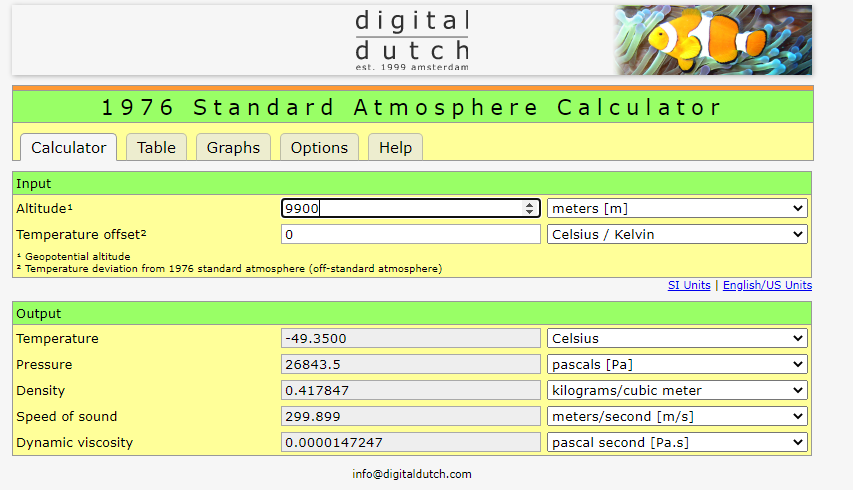 digital
dutch
est. 1999 amsterdam
1976 Standard Atmosphere Calculator
Calculator Table Graphs Options Help
Input
Altitude¹ 9900 meters [m]
Temperature offset² 0 Celsius / Kelvin
¹ Geopotential altitude
² Temperature deviation from 1976 standard atmosphere (off-standard atmosphere)
SI Units | English/US Units
Output
Temperature -49.3500 Celsius
Pressure 26843.5 pascals [Pa]
Density 0.417847 kilograms/cubic meter
Speed of sound 299.899 meters/second [m/s]
Dynamic viscosity 0.0000147247 pascal second [Pa.s]
info@digitaldutch.com